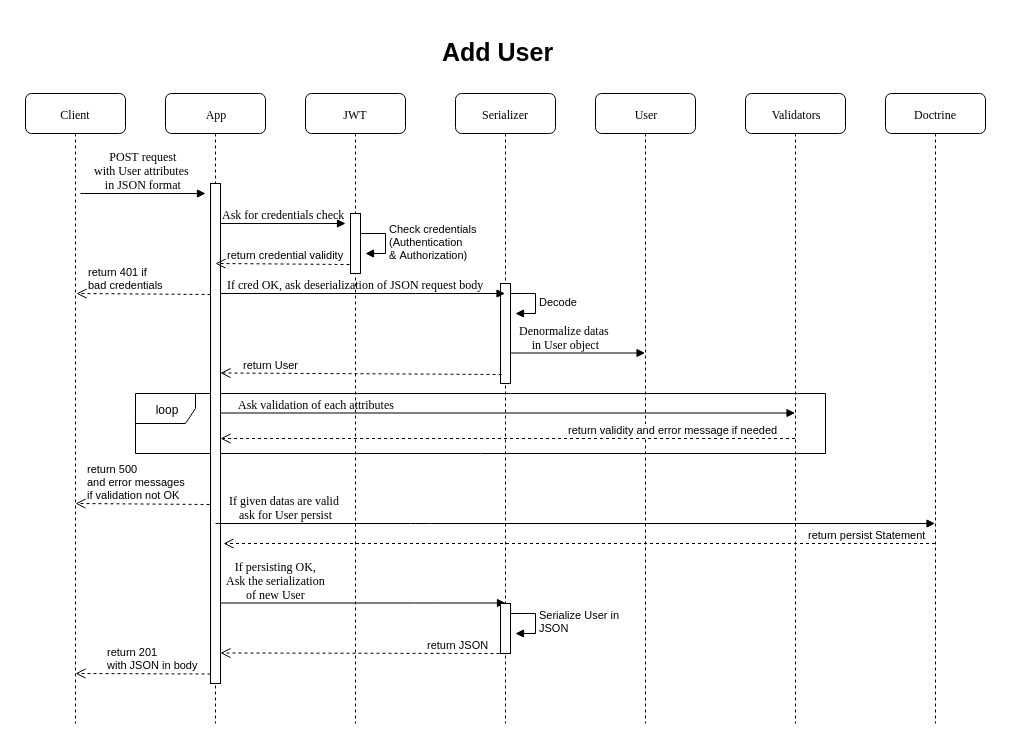 Add User
Client
App
JWT
Serializer
User
Validators
Doctrine
POST request
with User attributes
in JSON format
Ask for credentials check
Check credentials
(Authentication
& Authorization)
return credential validity
return 401 if
bad credentials
If cred OK, ask deserialization of JSON request body
Decode
Denormalize datas
in User object
return User
loop
Ask validation of each attributes
return validity and error message if needed
return 500
and error messages
if validation not OK
If given datas are valid
ask for User persist
return persist Statement
If persisting OK,
Ask the serialization
of new User
Serialize User in
JSON
return JSON
return 201
with JSON in body